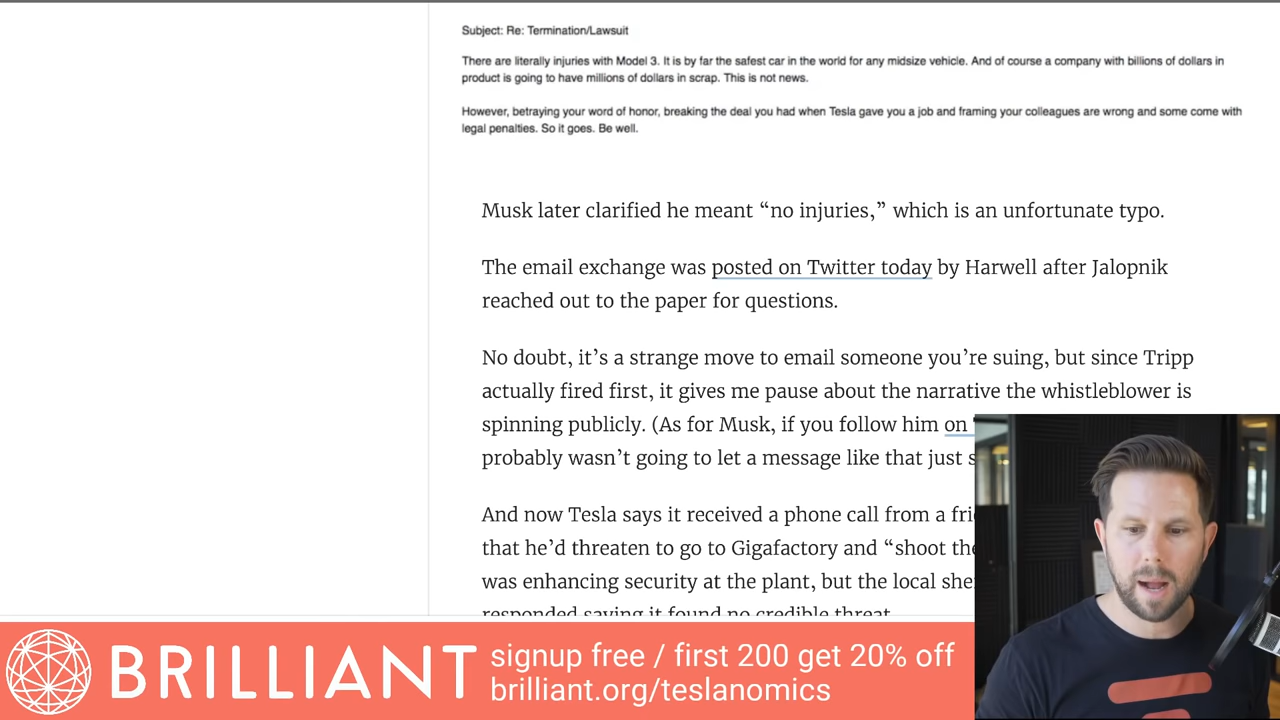 Subject: Re: Termination/Lawsuit
There are literally injuries with Model 3. It is by far the safest car in the world for any midsize vehicle. And of course a company with billions of dollars in
product is going to have millions of dollars in scrap. This is not news.
However, betraying your word of honor, breaking the deal you had when Tesla gave you a job and framing your colleagues are wrong and some come with
legal penalties. So it goes. Be well.
Musk later clarified he meant “no injuries,” which is an unfortunate typo.
The email exchange was posted on Twitter today by Harwell after Jalopnik
reached out to the paper for questions.
No doubt, it’s a strange move to email someone you’re suing, but since Tripp
actually fired first, it gives me pause about the narrative the whistleblower is
spinning publicly. (As for Musk, if you follow him on
probably wasn’t going to let a message like that just
And now Tesla says it received a phone call from a
that he’d threaten to go to Gigafactory and “shoot
was enhancing security at the plant, but the local
responded saying it found no credible threat.
BRILLIANT
signup free / first 200 get 20% off
brilliant.org/teslanomics